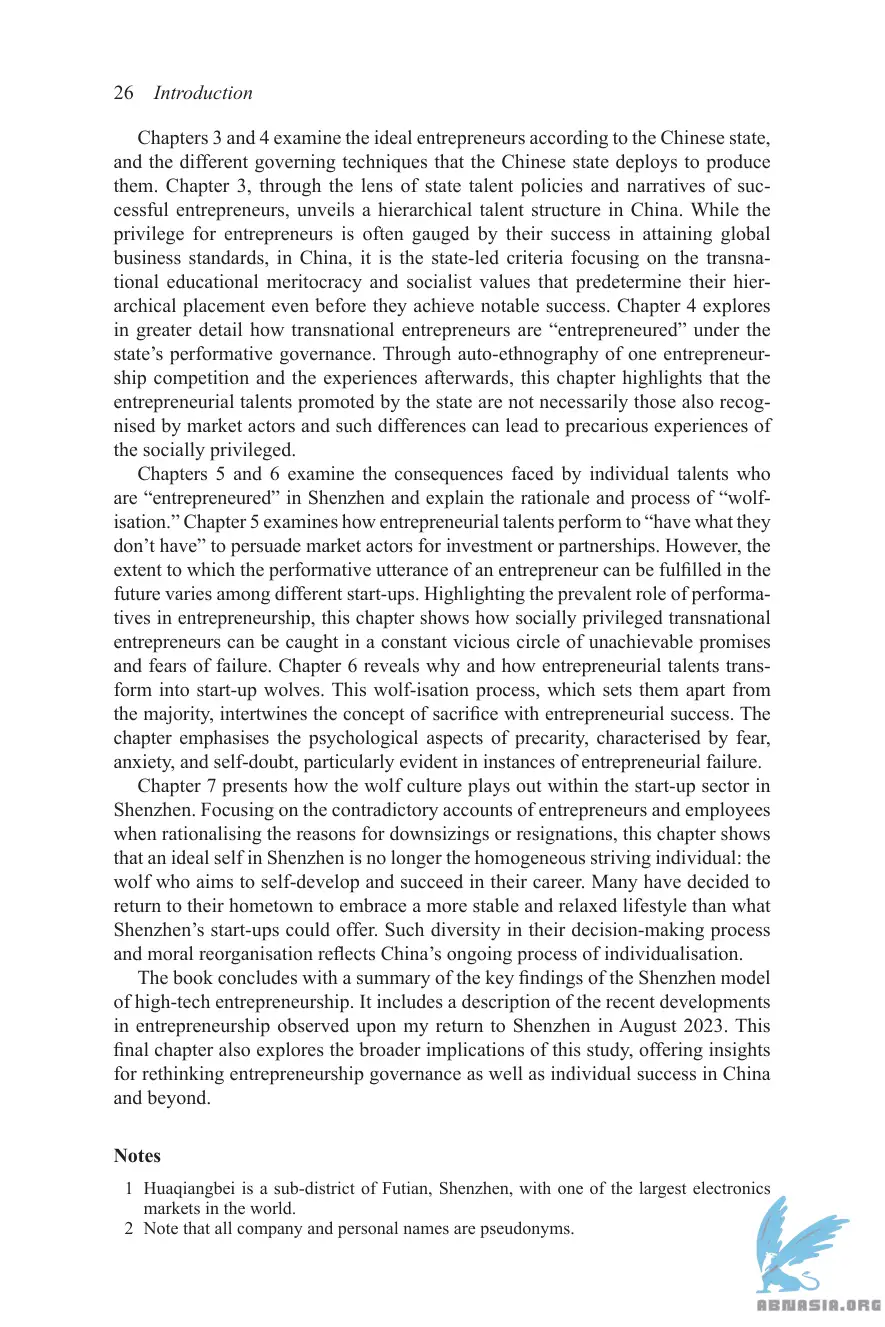 26 Introduction
Chapters 3 and 4 examine the ideal entrepreneurs according to the Chinese state,
and the different governing techniques that the Chinese state deploys to produce
them. Chapter 3, through the lens of state talent policies and narratives of suc-
cessful entrepreneurs, unveils a hierarchical talent structure in China. While the
privilege for entrepreneurs is often gauged by their success in attaining global
business standards, in China, it is the state-led criteria focusing on the transna-
tional educational meritocracy and socialist values that predetermine their hier-
archical placement even before they achieve notable success. Chapter 4 explores
in greater detail how transnational entrepreneurs are “entrepreneured” under the
state’s performative governance. Through auto-ethnography of one entrepreneur-
ship competition and the experiences afterwards, this chapter highlights that the
entrepreneurial talents promoted by the state are not necessarily those also recog-
nised by market actors and such differences can lead to precarious experiences of
the socially privileged.
Chapters 5 and 6 examine the consequences faced by individual talents who
are “entrepreneured” in Shenzhen and explain the rationale and process of “wolf-
isation.” Chapter 5 examines how entrepreneurial talents perform to “have what they
don’t have” to persuade market actors for investment or partnerships. However, the
extent to which the performative utterance of an entrepreneur can be fulfilled in the
future varies among different start-ups. Highlighting the prevalent role of performa-
tives in entrepreneurship, this chapter shows how socially privileged transnational
entrepreneurs can be caught in a constant vicious circle of unachievable promises
and fears of failure. Chapter 6 reveals why and how entrepreneurial talents trans-
form into start-up wolves. This wolf-isation process, which sets them apart from
the majority, intertwines the concept of sacrifice with entrepreneurial success. The
chapter emphasises the psychological aspects of precarity, characterised by fear,
anxiety, and self-doubt, particularly evident in instances of entrepreneurial failure.
Chapter 7 presents how the wolf culture plays out within the start-up sector in
Shenzhen. Focusing on the contradictory accounts of entrepreneurs and employees
when rationalising the reasons for downsizings or resignations, this chapter shows
that an ideal self in Shenzhen is no longer the homogeneous striving individual: the
wolf who aims to self-develop and succeed in their career. Many have decided to
return to their hometown to embrace a more stable and relaxed lifestyle than what
Shenzhen’s start-ups could offer. Such diversity in their decision-making process
and moral reorganisation reflects China’s ongoing process of individualisation.
The book concludes with a summary of the key findings of the Shenzhen model
of high-tech entrepreneurship. It includes a description of the recent developments
in entrepreneurship observed upon my return to Shenzhen in August 2023. This
final chapter also explores the broader implications of this study, offering insights
for rethinking entrepreneurship governance as well as individual success in China
and beyond.
Notes
1 Huaqiangbei is a sub-district of Futian, Shenzhen, with one of the largest electronics
markets in the world.
2 Note that all company and personal names are pseudonyms.
ABNASIA.ORG